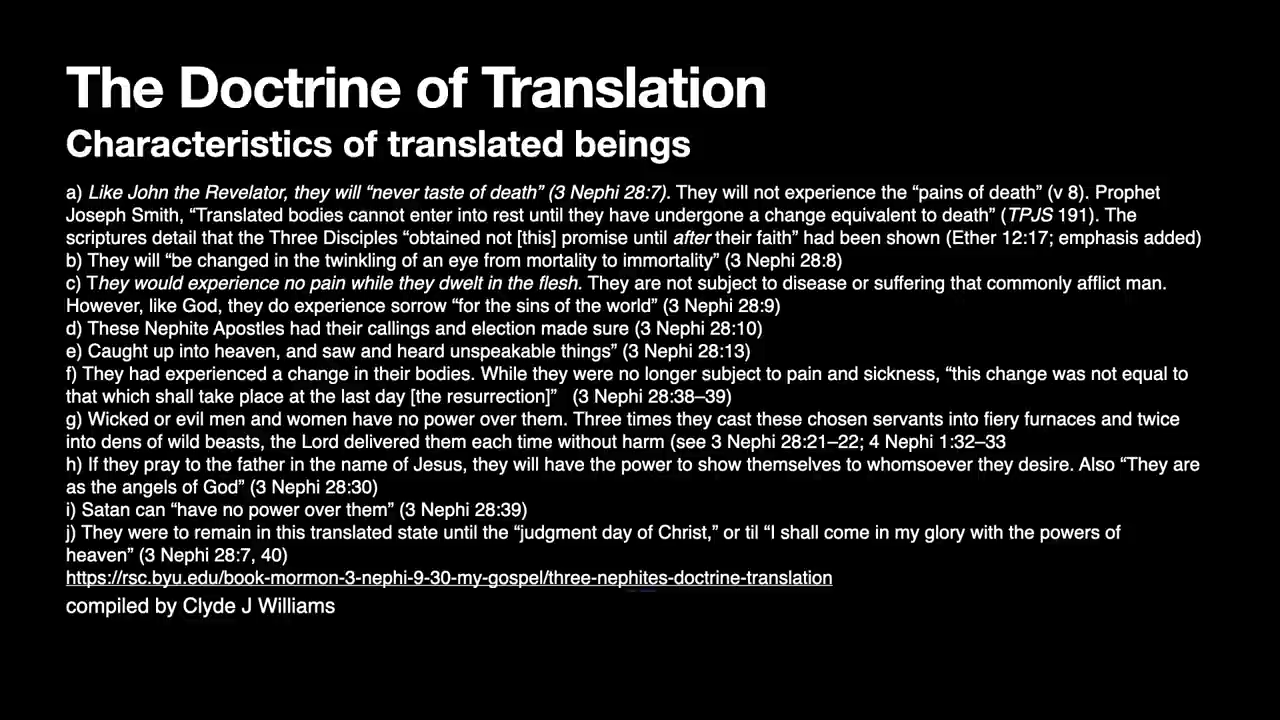 The Doctrine of Translation
Characteristics of translated beings
a) Like John the Revelator, they will “never taste of death” (3 Nephi 28:7). They will not experience the “pains of death” (v 8). Prophet
Joseph Smith, “Translated bodies cannot enter into rest until they have undergone a change equivalent to death” (TPJS 191). The
scriptures detail that the Three Disciples “obtained not [this] promise until after their faith” had been shown (Ether 12:17; emphasis added)
b) They will “be changed in the twinkling of an eye from mortality to immortality” (3 Nephi 28:8)
c) They would experience no pain while they dwelt in the flesh. They are not subject to disease or suffering that commonly afflict man.
However, like God, they do experience sorrow “for the sins of the world” (3 Nephi 28:9)
d) These Nephite Apostles had their callings and election made sure (3 Nephi 28:10)
e) Caught up into heaven, and saw and heard unspeakable things” (3 Nephi 28:13)
f) They had experienced a change in their bodies. While they were no longer subject to pain and sickness, “this change was not equal to
that which shall take place at the last day [the resurrection]” (3 Nephi 28:38–39)
g) Wicked or evil men and women have no power over them. Three times they cast these chosen servants into fiery furnaces and twice
into dens of wild beasts, the Lord delivered them each time without harm (see 3 Nephi 28:21–22; 4 Nephi 1:32–33
h) If they pray to the father in the name of Jesus, they will have the power to show themselves to whomsoever they desire. Also “They are
as the angels of God” (3 Nephi 28:30)
i) Satan can “have no power over them” (3 Nephi 28:39)
j) They were to remain in this translated state until the “judgment day of Christ,” or til “I shall come in my glory with the powers of
heaven” (3 Nephi 28:7, 40)
https://rsc.byu.edu/book-mormon-3-nephi-9-30-my-gospel/three-nephites-doctrine-translation
compiled by Clyde J Williams